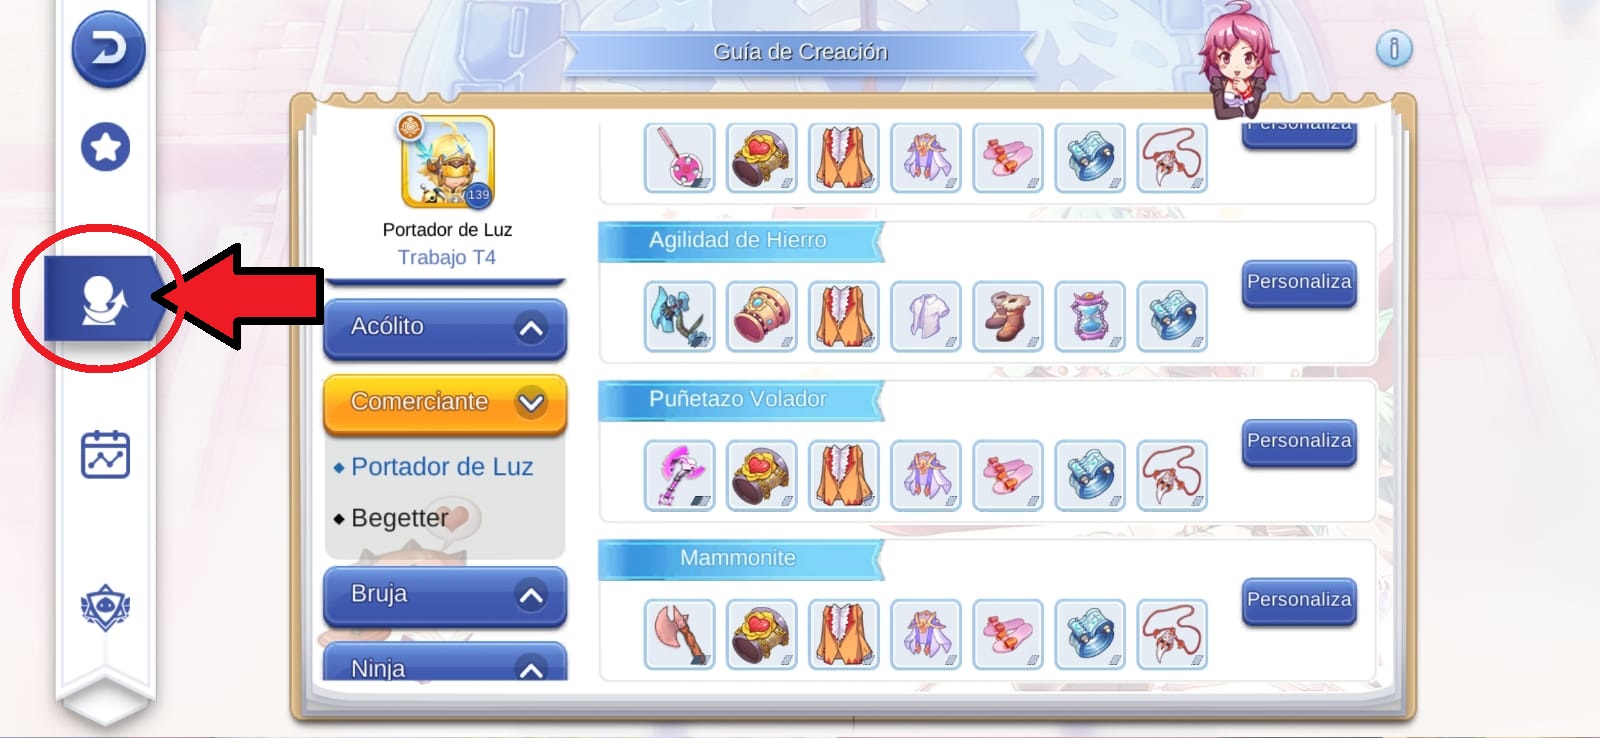 Guía de Creación
Personaliza
139
Portador de Luz
Trabajo T4
Acólito
Comerciante
Portador de Luz
Begetter
Bruja
Ninja
Agilidad de Hierro
Personaliza
Puñetazo Volador
Personaliza
Mammonite
Personaliza